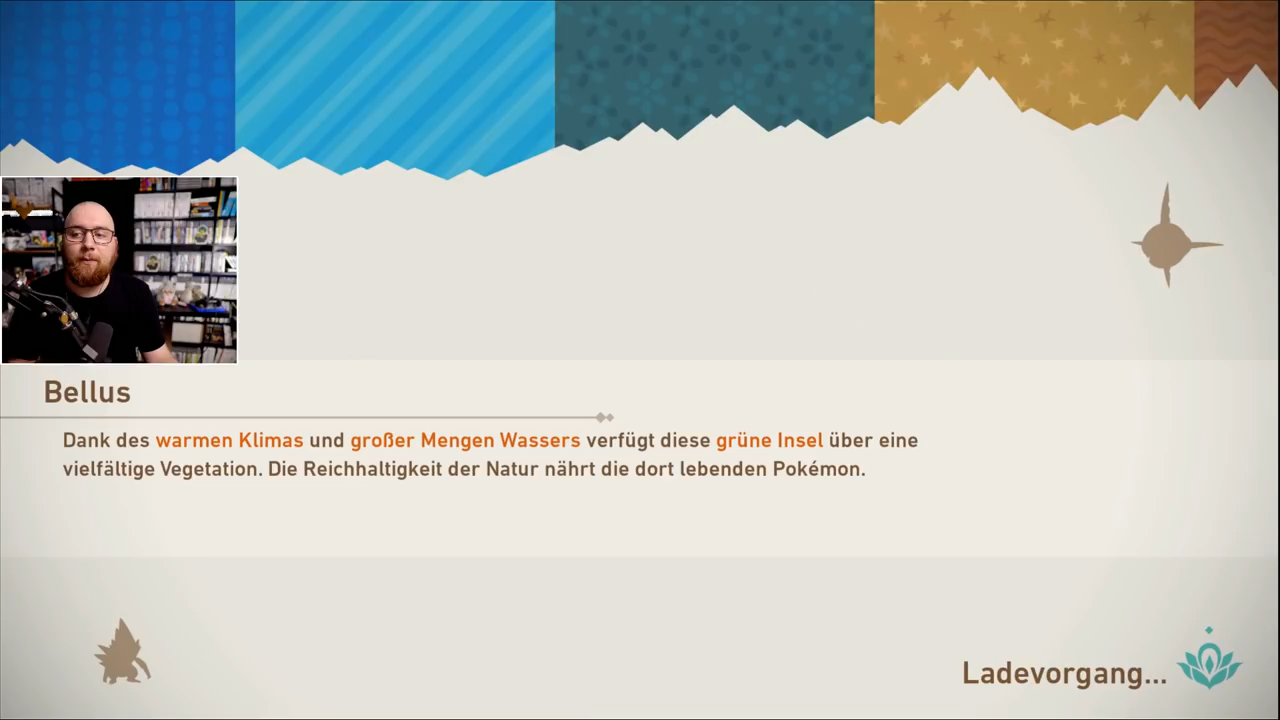 Bellus
Dank des warmen Klimas und großer Mengen Wassers verfügt diese grüne Insel über eine
vielfältige Vegetation. Die Reichhaltigkeit der Natur nährt die dort lebenden Pokémon.
Ladevorgang...